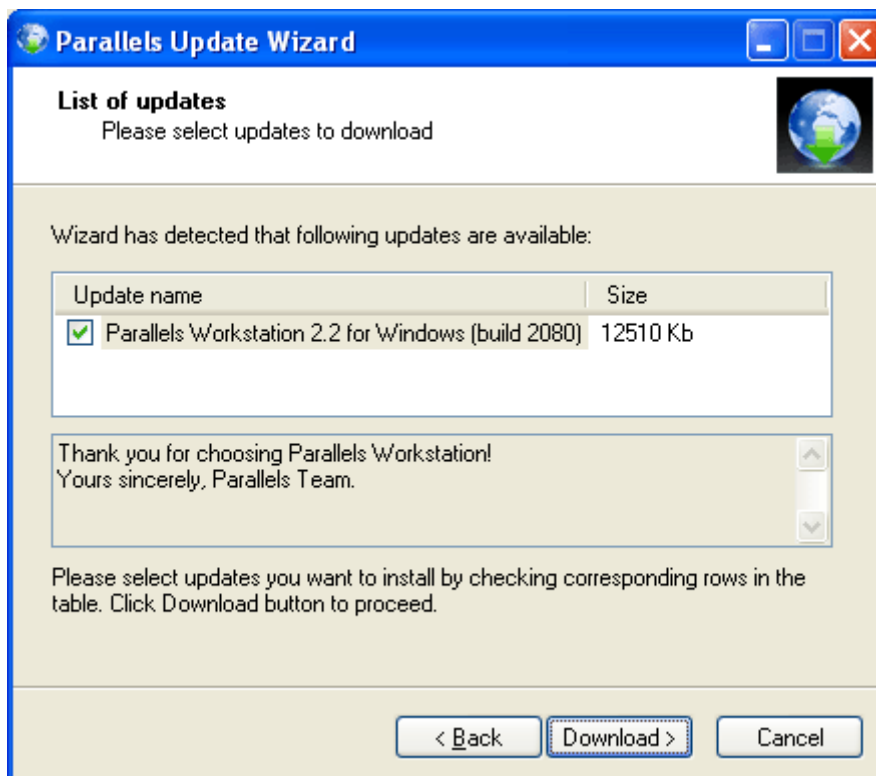 Parallels Update Wizard
List of updates
Please select updates to download
Wizard has detected that following updates are available:
Update name Size
Parallels Workstation 2.2 for Windows (build 2080) 12510 Kb
Thank you for choosing Parallels Workstation!
Yours sincerely, Parallels Team.
Please select updates you want to install by checking corresponding rows in the
table. Click Download button to proceed.
< Back Download > Cancel